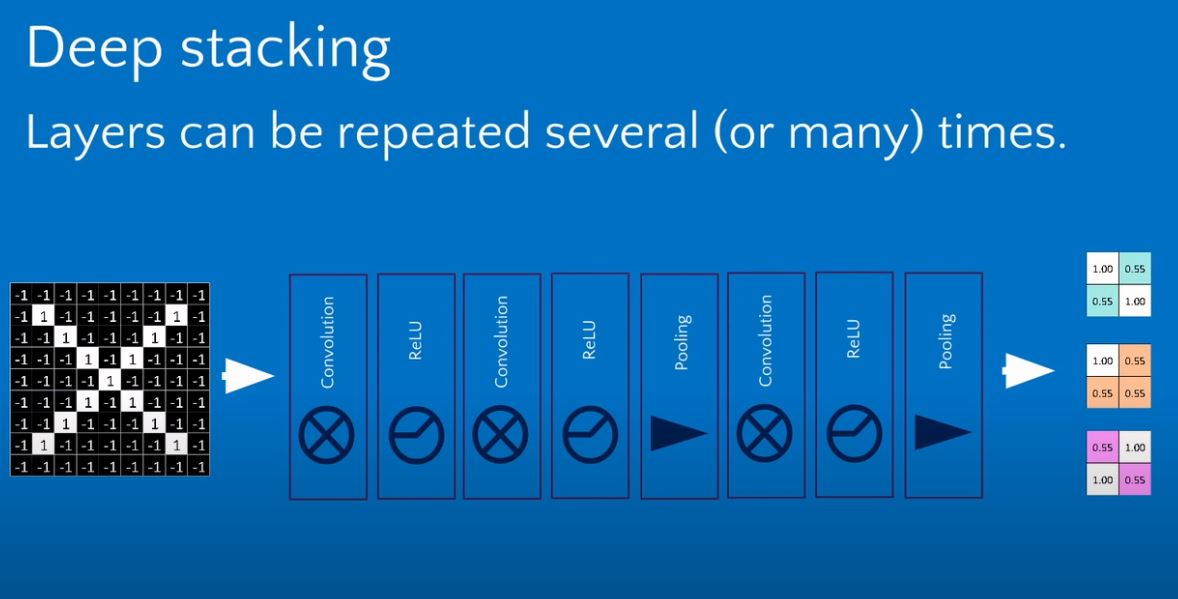 Deep stacking
Layers can be repeated several (or many) times.
-1 -1 -1 -1 -1 -1 -1 -1 -1
-1 1 -1 -1 -1 -1 -1 1 -1
-1 -1 1 -1 -1 -1 1 -1 -1
-1 -1 -1 1 -1 1 -1 -1 -1
-1 -1 -1 -1 1 -1 -1 -1 -1
-1 -1 -1 1 -1 1 -1 -1 -1
-1 -1 1 -1 -1 -1 1 -1 -1
-1 1 -1 -1 -1 -1 -1 1 -1
-1 -1 -1 -1 -1 -1 -1 -1 -1
Convolution
ReLU
Convolution
ReLU
Pooling
Convolution
ReLU
Pooling
1.00 0.55
0.55 1.00
1.00 0.55
0.55 0.55
0.55 1.00
1.00 0.55